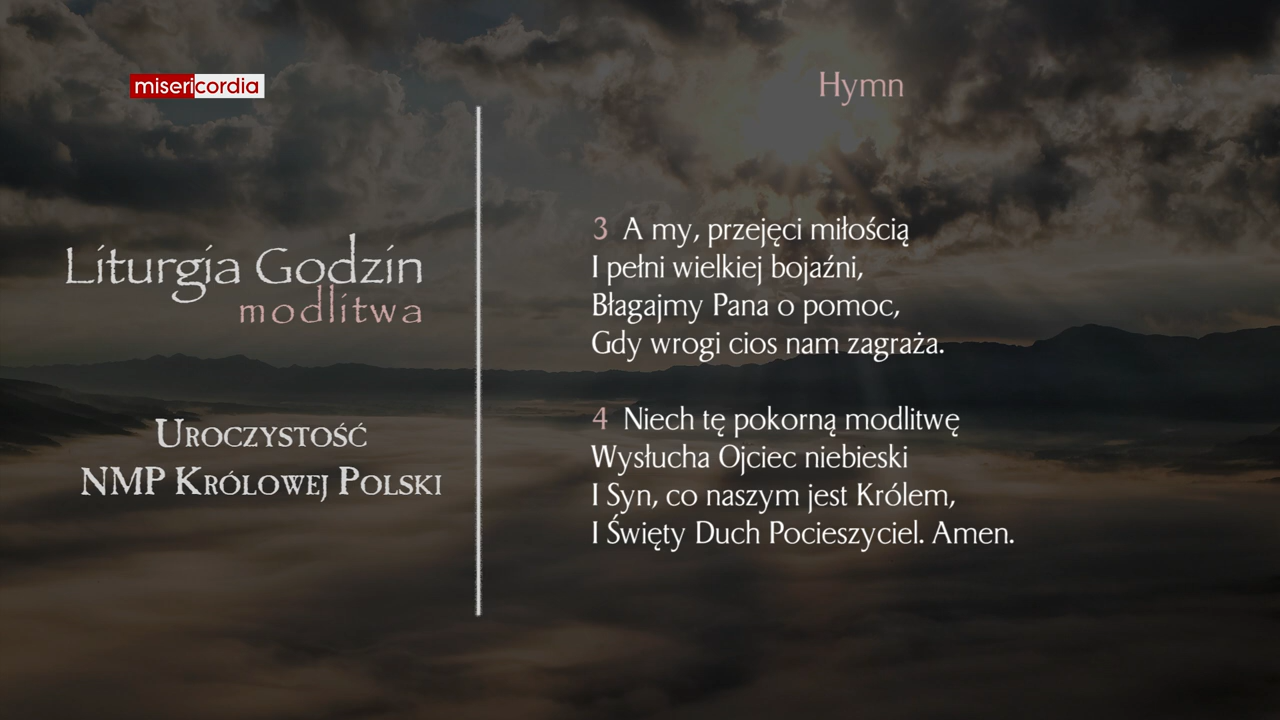 misericordia
Liturgia Godzin
modlitwa
Uroczystość
NMP Królowej Polski
Hymn
3 A my, przejęci miłością
I pełni wielkiej bojaźni,
Błagajmy Pana o pomoc,
Gdy wrogi cios nam zagraża.
4 Niech tę pokorną modlitwę
Wysłucha Ojciec niebieski
I Syn, co naszym jest Królem,
I Święty Duch Pocieszyciel. Amen.